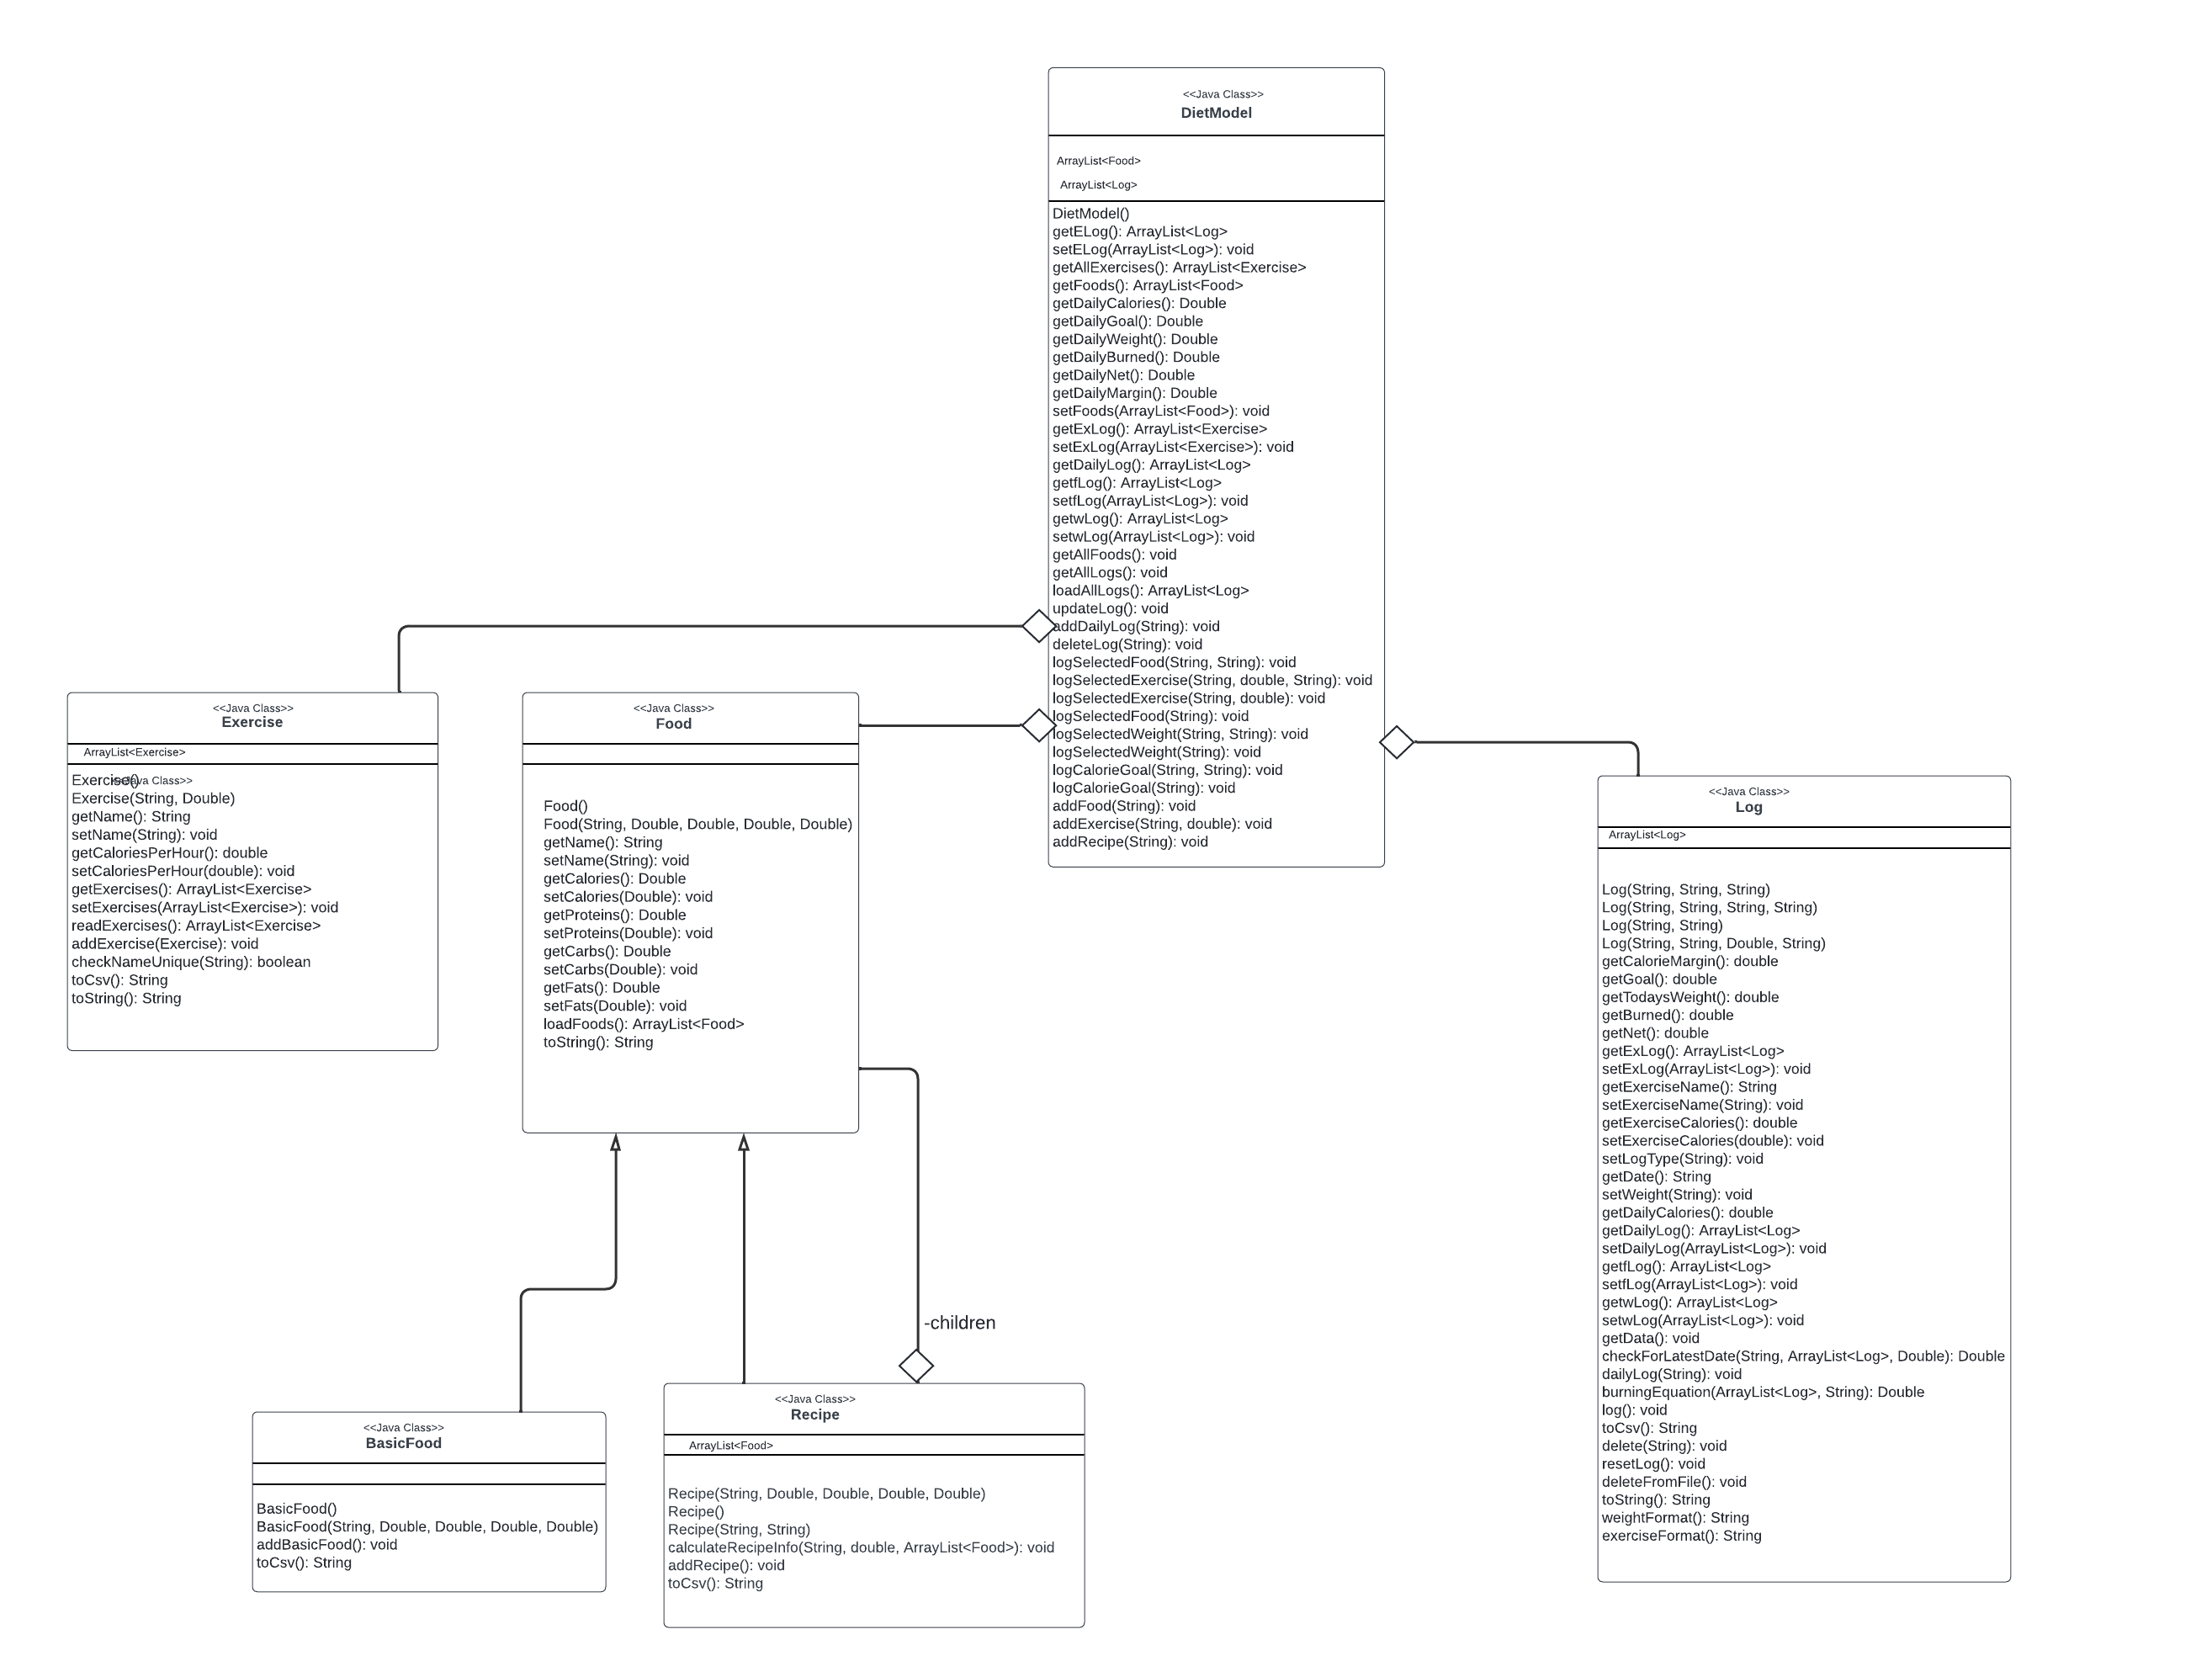 <<Java Class>>
DietModel
ArrayList<Food>
ArrayList<Log>
DietModel()
getELog(): ArrayList<Log>
setELog(ArrayList<Log>): void
getAllExercises(): ArrayList<Exercise>
getFoods(): ArrayList<Food>
getDailyCalories(): Double
getDailyGoal(): Double
getDailyWeight(): Double
getDailyBurned(): Double
getDailyNet(): Double
getDailyMargin(): Double
setFoods(ArrayList<Food>): void
getExLog(): ArrayList<Exercise>
setExLog(ArrayList<Exercise>): void
getDailyLog(): ArrayList<Log>
getfLog(): ArrayList<Log>
setfLog(ArrayList<Log>): void
getwLog(): ArrayList<Log>
setwLog(ArrayList<Log>): void
getAllFoods(): void
getAllLogs(): void
loadAllLogs(): ArrayList<Log>
updateLog(): void
addDailyLog(String): void
deleteLog(String): void
logSelectedFood(String, String): void
logSelectedExercise(String, double, String): void
logSelectedExercise(String, double): void
logSelectedFood(String): void
logSelectedWeight(String, String): void
logSelectedWeight(String): void
logCalorieGoal(String, String): void
logCalorieGoal(String): void
addFood(String): void
addExercise(String, double): void
addRecipe(String): void
<<Java Class>>
Exercise
ArrayList<Exercise>
Exercise()
<<Java Class>>
Exercise(String, Double)
getName(): String
setName(String): void
getCaloriesPerHour(): double
setCaloriesPerHour(double): void
getExercises(): ArrayList<Exercise>
setExercises(ArrayList<Exercise>): void
readExercises(): ArrayList<Exercise>
addExercise(Exercise): void
checkNameUnique(String): boolean
toCsv(): String
toString(): String
<<Java Class>>
Food
Food()
Food(String, Double, Double, Double, Double)
getName(): String
setName(String): void
getCalories(): Double
setCalories(Double): void
getProteins(): Double
setProteins(Double): void
getCarbs(): Double
setCarbs(Double): void
getFats(): Double
setFats(Double): void
loadFoods(): ArrayList<Food>
toString(): String
<<Java Class>>
Log
ArrayList<Log>
Log(String, String, String)
Log(String, String, String, String)
Log(String, String)
Log(String, String, Double, String)
getCalorieMargin(): double
getGoal(): double
getTodaysWeight(): double
getBurned(): double
getNet(): double
getExLog(): ArrayList<Log>
setExLog(ArrayList<Log>): void
getExerciseName(): String
setExerciseName(String): void
getExerciseCalories(): double
setExerciseCalories(double): void
setLogType(String): void
getDate(): String
setWeight(String): void
getDailyCalories(): double
getDailyLog(): ArrayList<Log>
setDailyLog(ArrayList<Log>): void
getfLog(): ArrayList<Log>
setfLog(ArrayList<Log>): void
getwLog(): ArrayList<Log>
setwLog(ArrayList<Log>): void
getData(): void
checkForLatestDate(String, ArrayList<Log>, Double): Double
dailyLog(String): void
burningEquation(ArrayList<Log>, String): Double
log(): void
toCsv(): String
delete(String): void
resetLog(): void
deleteFromFile(): void
toString(): String
weightFormat(): String
exerciseFormat(): String
-children
<<Java Class>>
BasicFood
BasicFood()
BasicFood(String, Double, Double, Double, Double)
addBasicFood(): void
toCsv(): String
<<Java Class>>
Recipe
ArrayList<Food>
Recipe(String, Double, Double, Double, Double)
Recipe()
Recipe(String, String)
calculateRecipeInfo(String, double, ArrayList<Food>): void
addRecipe(): void
toCsv(): String